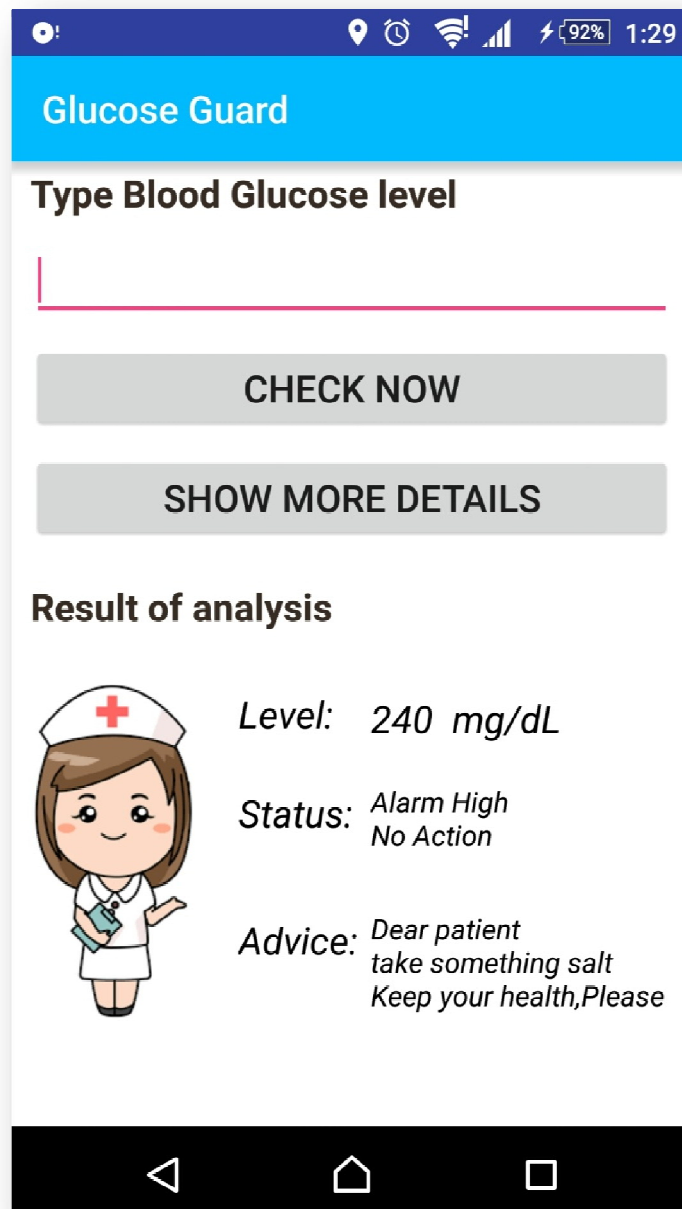 92% 1:29
Glucose Guard
Type Blood Glucose level
CHECK NOW
SHOW MORE DETAILS
Result of analysis
Level: 240 mg/dL
Status: Alarm High
No Action
Advice: Dear patient
take something salt
Keep your health,Please